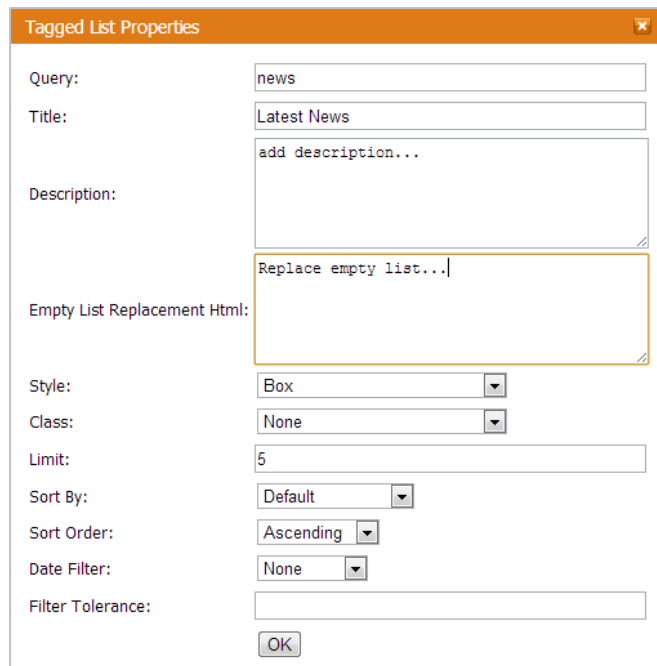 Tagged List Properties
Query: news
Title: Latest News
Description: add description...
Empty List Replacement Html: Replace empty list...
Style: Box
Class: None
Limit: 5
Sort By: Default
Sort Order: Ascending
Date Filter: None
Filter Tolerance:
OK